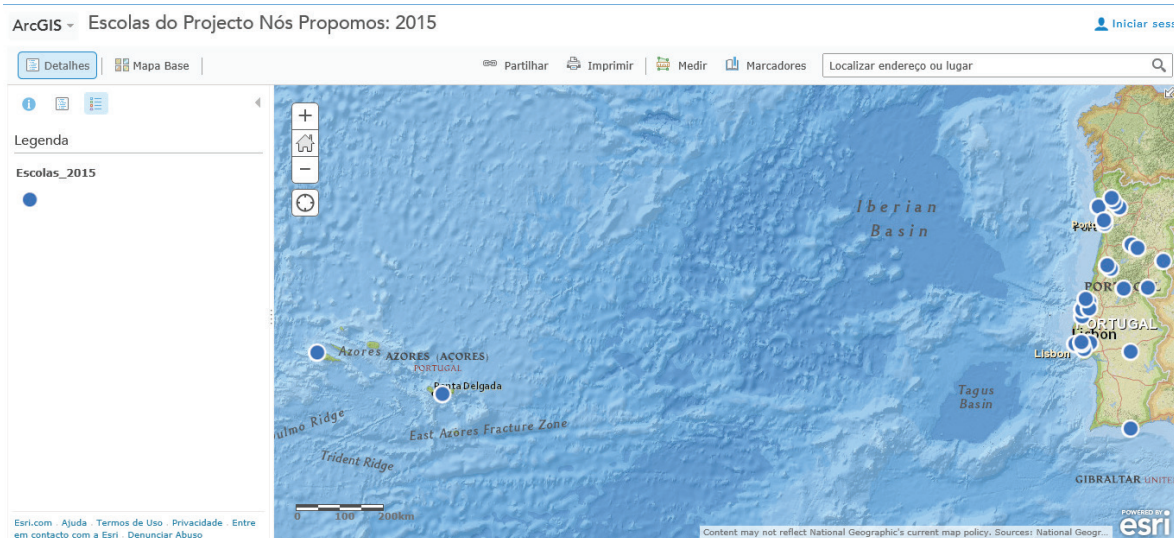 ArcGIS
Escolas do Projecto Nós Propomos: 2015
Detalhes
Mapa Base
Partilhar
Imprimir
Medir
Marcadores
Localizar endereço ou lugar
Legenda
Escolas_2015
Iberian
Basin
Azores
AZORES (AÇORES)
PORTUGAL
Ponta Delgada
East Azores Fracture Zone
Trident Ridge
Ridge
Tagus
Basin
Lisbon
PORTUGAL
GIBRALTAR
0 100 200km
Esri.com . Ajuda . Termos de Uso . Privacidade . Entre
em contacto com a Esri . Denunciar Abuso
Content may not reflect National Geographic's current map policy. Sources: National Geogr...
POWERED BY
esri